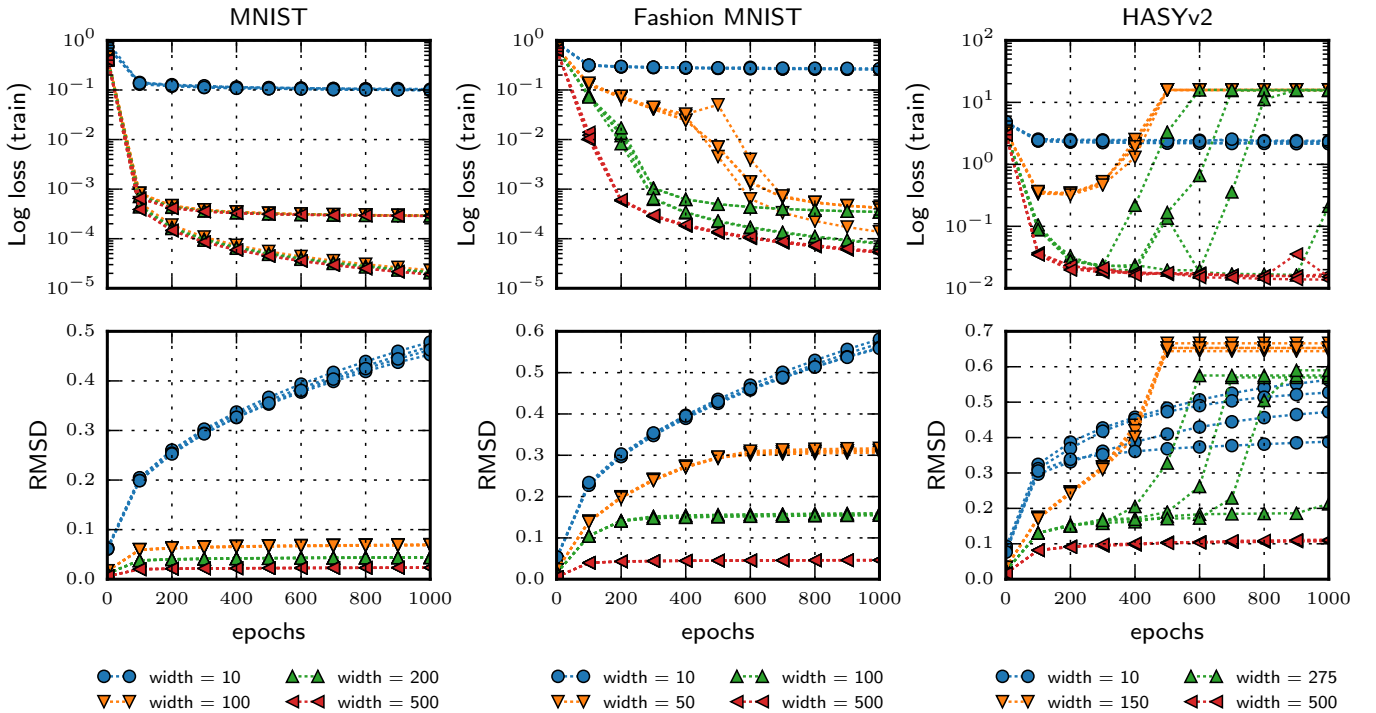 MNIST
Fashion MNIST
HASYv2
Log loss (train)
10^0
10^-1
10^-2
10^-3
10^-4
10^-5
Log loss (train)
10^0
10^-1
10^-2
10^-3
10^-4
10^-5
Log loss (train)
10^2
10^1
10^0
10^-1
10^-2
RMSD
0.5
0.4
0.3
0.2
0.1
0.0
0 200 400 600 800 1000
epochs
RMSD
0.6
0.5
0.4
0.3
0.2
0.1
0.0
0 200 400 600 800 1000
epochs
RMSD
0.7
0.6
0.5
0.4
0.3
0.2
0.1
0.0
0 200 400 600 800 1000
epochs
width = 10 width = 200
width = 100 width = 500
width = 10 width = 100
width = 50 width = 500
width = 10 width = 275
width = 150 width = 500